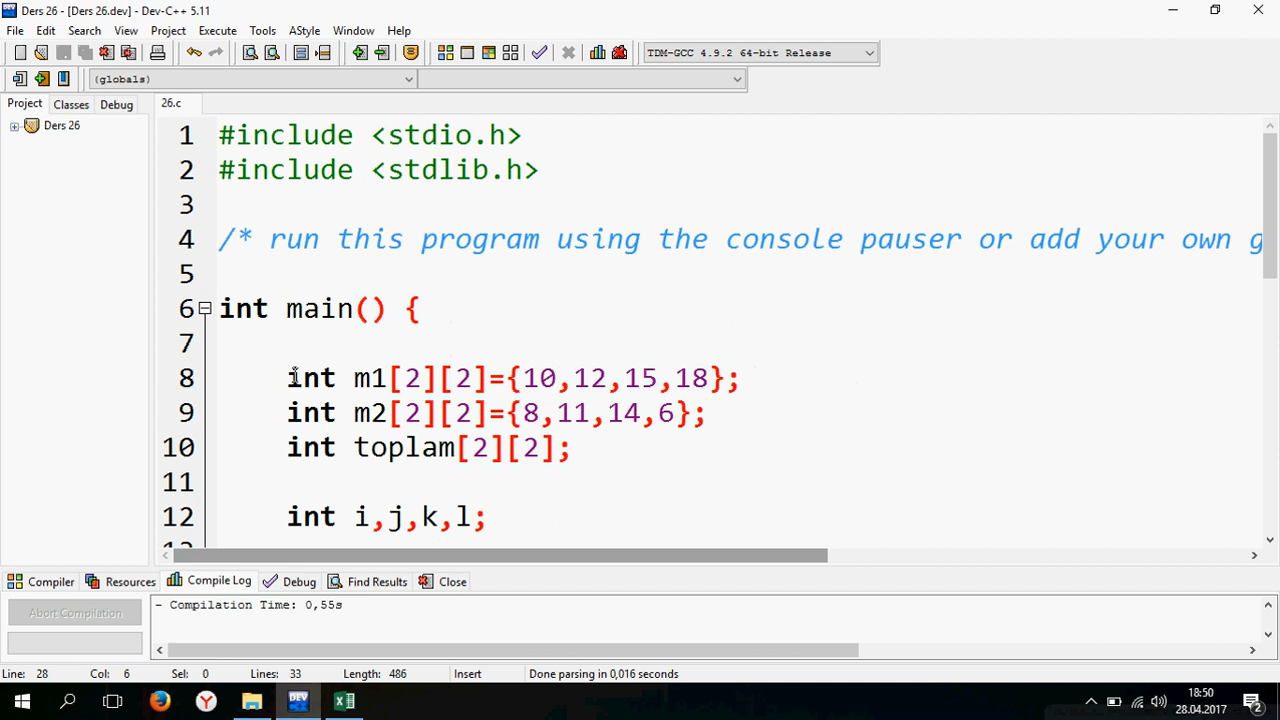 Ders 26 - [Ders 26.dev] - Dev-C++ 5.11
File Edit Search View Project Execute Tools AStyle Window Help
TDM-GCC 4.9.2 64-bit Release
(globals)
Project Classes Debug 26.c
Ders 26
1 #include <stdio.h>
2 #include <stdlib.h>
3
4 /* run this program using the console pauser or add your own g
5
6 int main() {
7
8 int m1[2][2]={10,12,15,18};
9 int m2[2][2]={8,11,14,6};
10 int toplam[2][2];
11
12 int i,j,k,l;
Compiler Resources Compile Log Debug Find Results Close
Abort Compilation
- Compilation Time: 0,55s
Line: 28 Col: 6 Sel: 0 Lines: 33 Length: 486 Insert Done parsing in 0,016 seconds
DEV
18:50
28.04.2017
2